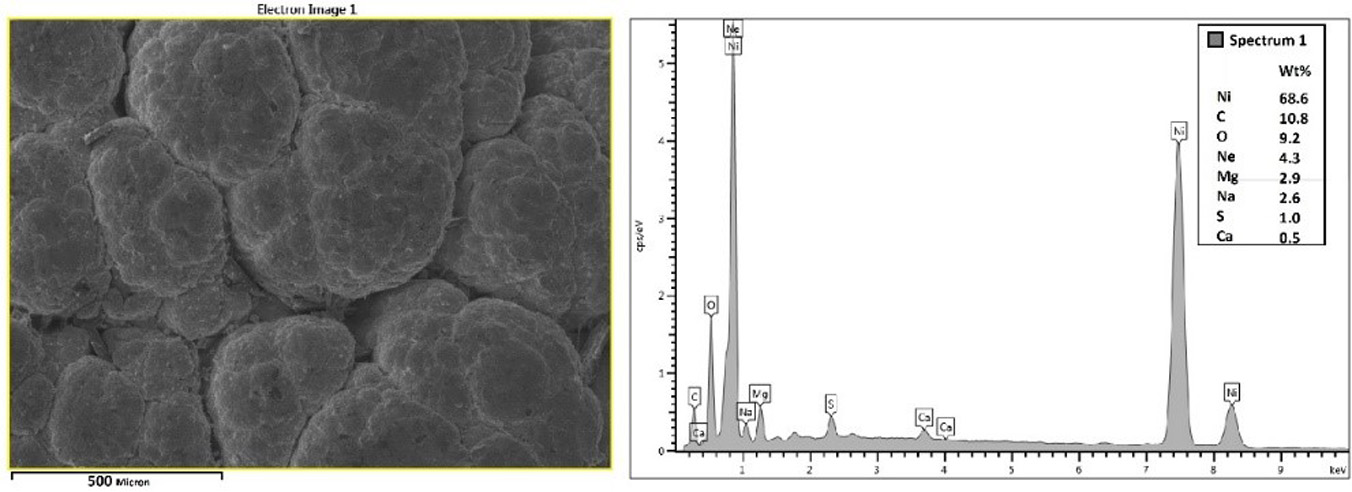 Electron Image 1
500 Micron
Ne
Ni
5
4
3
2
1
0
cps/eV
O
C
Ca
Na
Mg
S
Ca
Ca
Ni
Ni
1 2 3 4 5 6 7 8 9 keV
Spectrum 1
Wt%
Ni 68.6
C 10.8
O 9.2
Ne 4.3
Mg 2.9
Na 2.6
S 1.0
Ca 0.5